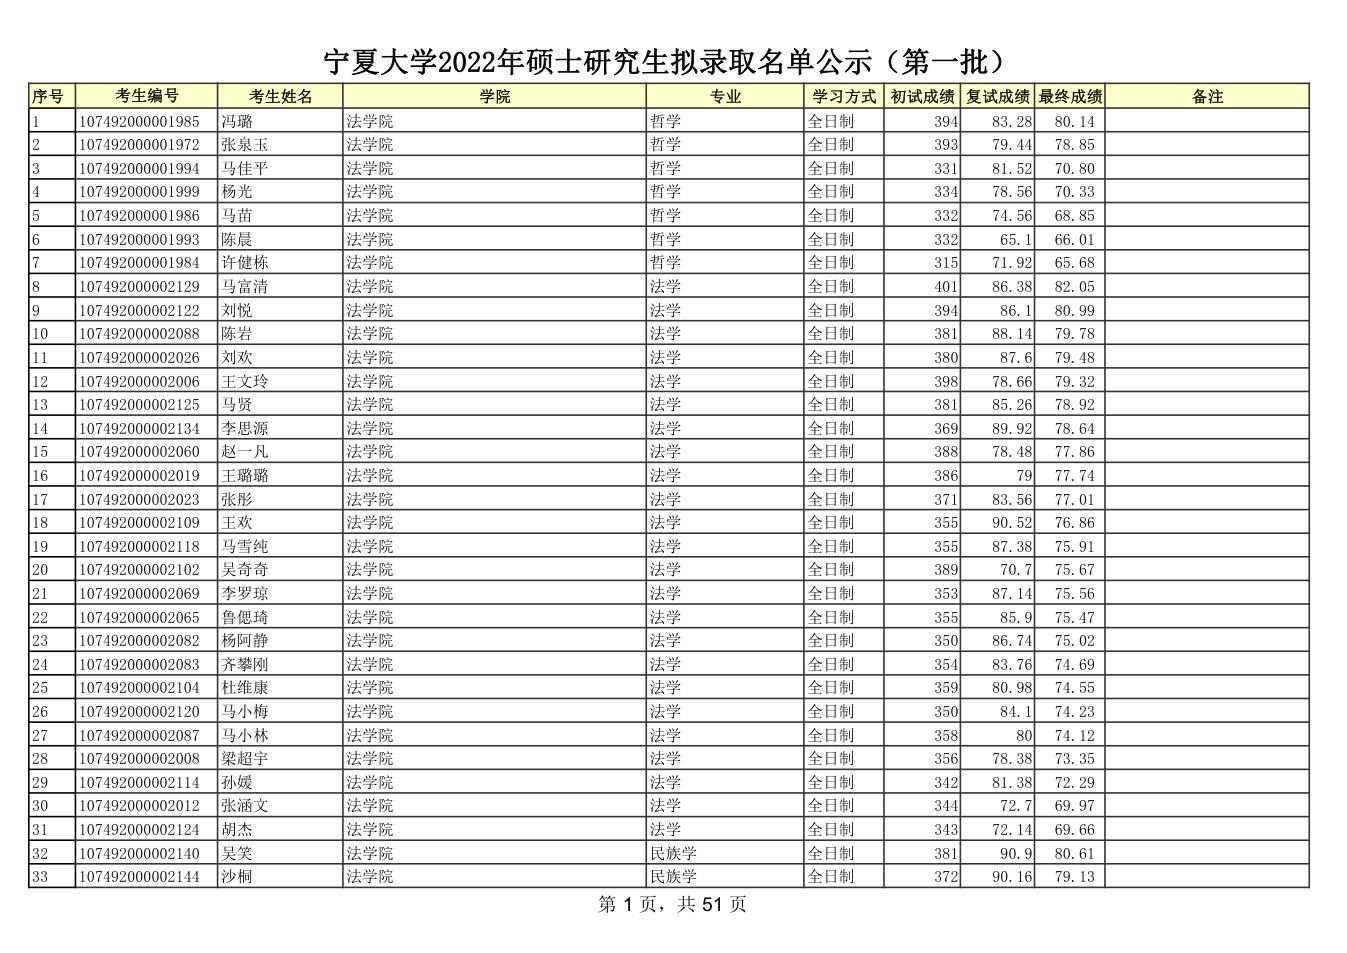 宁夏大学2022年硕士研究生拟录取名单公示（第一批）
序号 考生编号 考生姓名 学院 专业 学习方式 初试成绩 复试成绩 最终成绩 备注
1 107492000001985 冯璐 法学院 哲学 全日制 394 83.28 80.14
2 107492000001972 张泉玉 法学院 哲学 全日制 393 79.44 78.85
3 107492000001994 马佳平 法学院 哲学 全日制 331 81.52 70.80
4 107492000001999 杨光 法学院 哲学 全日制 334 78.56 70.33
5 107492000001986 马苗 法学院 哲学 全日制 332 74.56 68.85
6 107492000001993 陈晨 法学院 哲学 全日制 332 65.1 66.01
7 107492000001984 许健栋 法学院 哲学 全日制 315 71.92 65.68
8 107492000002129 马富清 法学院 法学 全日制 401 86.38 82.05
9 107492000002122 刘悦 法学院 法学 全日制 394 86.1 80.99
10 107492000002088 陈岩 法学院 法学 全日制 381 88.14 79.78
11 107492000002026 刘欢 法学院 法学 全日制 380 87.6 79.48
12 107492000002006 王文玲 法学院 法学 全日制 398 78.66 79.32
13 107492000002125 马贤 法学院 法学 全日制 381 85.26 78.92
14 107492000002134 李思源 法学院 法学 全日制 369 89.92 78.64
15 107492000002060 赵一凡 法学院 法学 全日制 388 78.48 77.86
16 107492000002019 王璐璐 法学院 法学 全日制 386 79 77.74
17 107492000002023 张彤 法学院 法学 全日制 371 83.56 77.01
18 107492000002109 王欢 法学院 法学 全日制 355 90.52 76.86
19 107492000002118 马雪纯 法学院 法学 全日制 355 87.38 75.91
20 107492000002102 吴奇奇 法学院 法学 全日制 389 70.7 75.67
21 107492000002069 李罗琼 法学院 法学 全日制 353 87.14 75.56
22 107492000002065 鲁偲琦 法学院 法学 全日制 355 85.9 75.47
23 107492000002082 杨阿静 法学院 法学 全日制 350 86.74 75.02
24 107492000002083 齐攀刚 法学院 法学 全日制 354 83.76 74.69
25 107492000002104 杜维康 法学院 法学 全日制 359 80.98 74.55
26 107492000002120 马小梅 法学院 法学 全日制 350 84.1 74.23
27 107492000002087 马小林 法学院 法学 全日制 358 80 74.12
28 107492000002008 梁超宇 法学院 法学 全日制 356 78.38 73.35
29 107492000002114 孙媛 法学院 法学 全日制 342 81.38 72.29
30 107492000002012 张涵文 法学院 法学 全日制 344 72.7 69.97
31 107492000002124 胡杰 法学院 法学 全日制 343 72.14 69.66
32 107492000002140 吴笑 法学院 民族学 全日制 381 90.9 80.61
33 107492000002144 沙桐 法学院 民族学 全日制 372 90.16 79.13
第 1 页，共 51 页